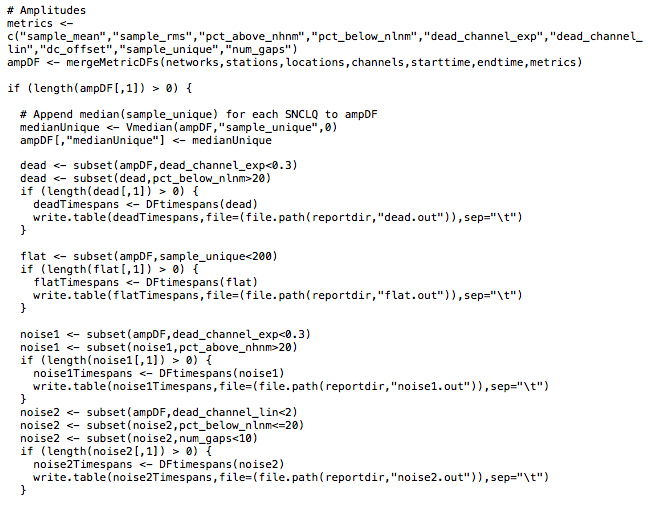 # Amplitudes
metrics <-
c("sample_mean","sample_rms","pct_above_nhnm","pct_below_nlnm","dead_channel_exp","dead_channel_
lin","dc_offset","sample_unique","num_gaps")
ampDF <- mergeMetricDFs(networks,stations,locations,channels,starttime,endtime,metrics)

if (length(ampDF[,1]) > 0) {

  # Append median(sample_unique) for each SNCLQ to ampDF
  medianUnique <- Vmedian(ampDF,"sample_unique",0)
  ampDF[,"medianUnique"] <- medianUnique

  dead <- subset(ampDF,dead_channel_exp<0.3)
  dead <- subset(dead,pct_below_nlnm>20)
  if (length(dead[,1]) > 0) {
    deadTimespans <- DFtimespans(dead)
    write.table(deadTimespans,file=(file.path(reportdir,"dead.out")),sep="\t")
  }

  flat <- subset(ampDF,sample_unique<200)
  if (length(flat[,1]) > 0) {
    flatTimespans <- DFtimespans(flat)
    write.table(flatTimespans,file=(file.path(reportdir,"flat.out")),sep="\t")
  }

  noise1 <- subset(ampDF,dead_channel_exp<0.3)
  noise1 <- subset(noise1,pct_above_nhnm>20)
  if (length(noise1[,1]) > 0) {
    noise1Timespans <- DFtimespans(noise1)
    write.table(noise1Timespans,file=(file.path(reportdir,"noise1.out")),sep="\t")
  }
  noise2 <- subset(ampDF,dead_channel_lin<2)
  noise2 <- subset(noise2,pct_below_nlnm<=20)
  noise2 <- subset(noise2,num_gaps<10)
  if (length(noise2[,1]) > 0) {
    noise2Timespans <- DFtimespans(noise2)
    write.table(noise2Timespans,file=(file.path(reportdir,"noise2.out")),sep="\t")
  }